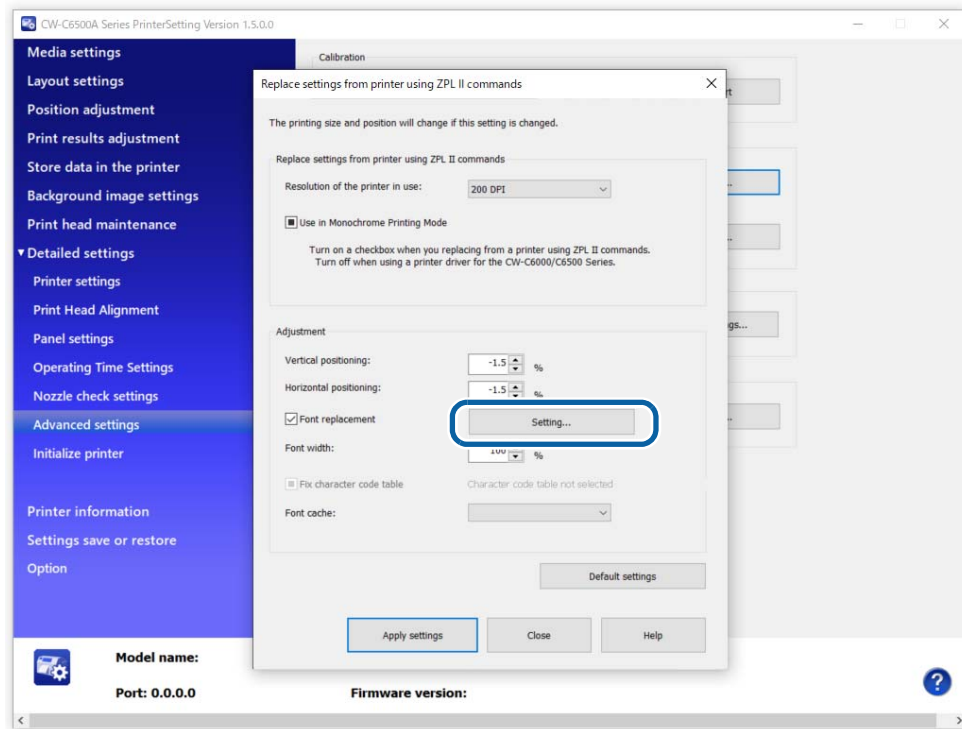 CW-C6500A Series PrinterSetting Version 1.5.0.0
Media settings
Layout settings
Position adjustment
Print results adjustment
Store data in the printer
Background image settings
Print head maintenance
Detailed settings
Printer settings
Print Head Alignment
Panel settings
Operating Time Settings
Nozzle check settings
Advanced settings
Initialize printer
Printer information
Settings save or restore
Option
Calibration
Replace settings from printer using ZPL II commands
The printing size and position will change if this setting is changed.
Replace settings from printer using ZPL II commands
Resolution of the printer in use: 200 DPI
Use in Monochrome Printing Mode
Turn on a checkbox when you replacing from a printer using ZPL II commands.
Turn off when using a printer driver for the CW-C6000/C6500 Series.
Adjustment
Vertical positioning: -1.5 %
Horizontal positioning: -1.5 %
Font replacement Setting...
Font width: 100 %
Fix character code table Character code table not selected
Font cache:
Default settings
Apply settings Close Help
gs...
Model name:
Port: 0.0.0.0 Firmware version: